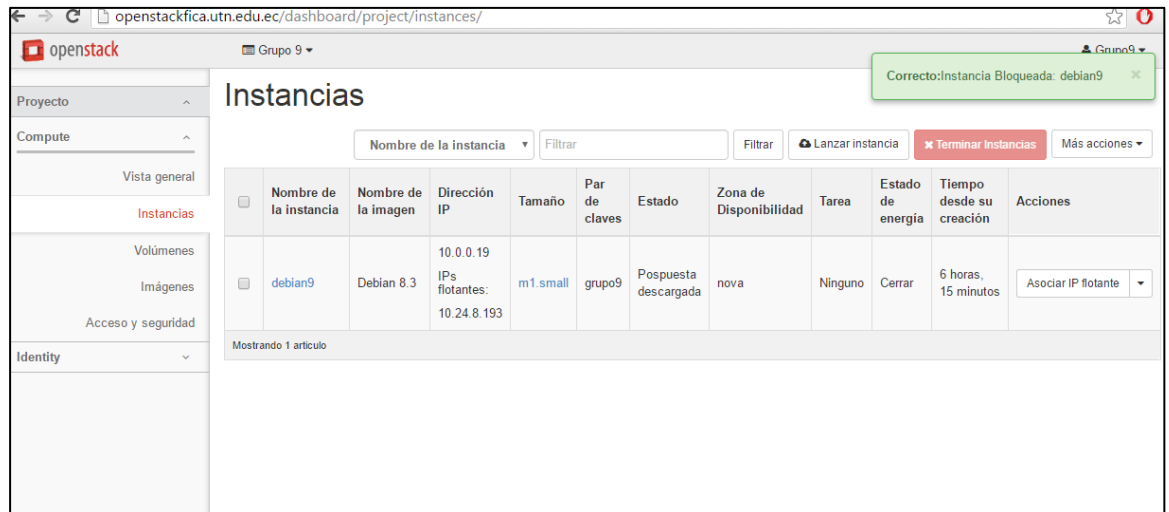 openstackfica.utn.edu.ec/dashboard/project/instances/
openstack
Grupo 9
Grupo9
Correcto:Instancia Bloqueada: debian9 ×
Proyecto
Compute
Vista general
Instancias
Volúmenes
Imágenes
Acceso y seguridad
Identity
Instancias
Nombre de la instancia
Filtrar
Filtrar
Lanzar instancia
Terminar Instancias
Más acciones
Nombre de
la instancia
Nombre de
la imagen
Dirección
IP
Tamaño
Par
de
claves
Estado
Zona de
Disponibilidad
Tarea
Estado
de
energía
Tiempo
desde su
creación
Acciones
debian9
Debian 8.3
10.0.0.19
IPs
flotantes:
10.24.8.193
m1.small
grupo9
Pospuesta
descargada
nova
Ninguno
Cerrar
6 horas,
15 minutos
Asociar IP flotante
Mostrando 1 articulo